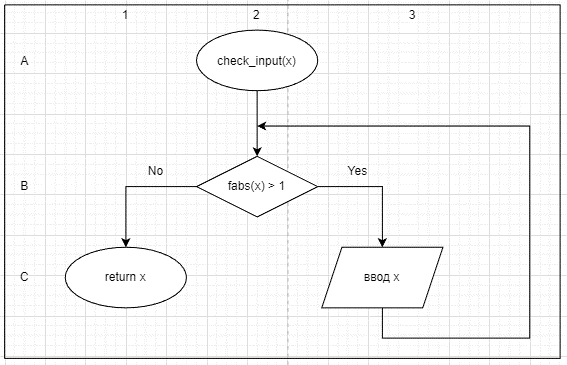 1 2 3
A
check_input(x)
No
Yes
B
fabs(x) > 1
C
return x
ввод x